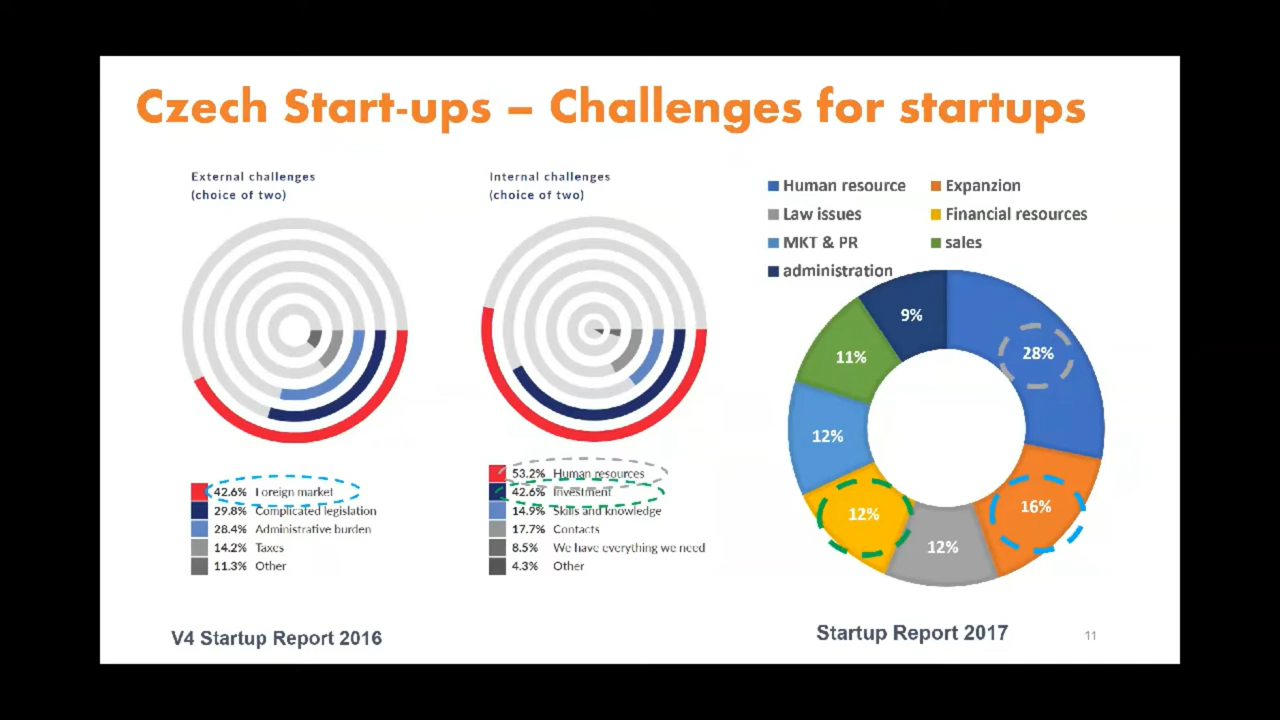 Czech Start-ups – Challenges for startups
External challenges
(choice of two)
42.6% Foreign market
29.8% Complicated legislation
28.4% Administrative burden
14.2% Taxes
11.3% Other
Internal challenges
(choice of two)
53.2% Human resources
42.6% Investment
14.9% Skills and knowledge
17.7% Contacts
8.5% We have everything we need
4.3% Other
V4 Startup Report 2016
Human resource
Expanzion
Law issues
Financial resources
MKT & PR
sales
administration
9%
28%
11%
12%
12%
16%
12%
Startup Report 2017
11